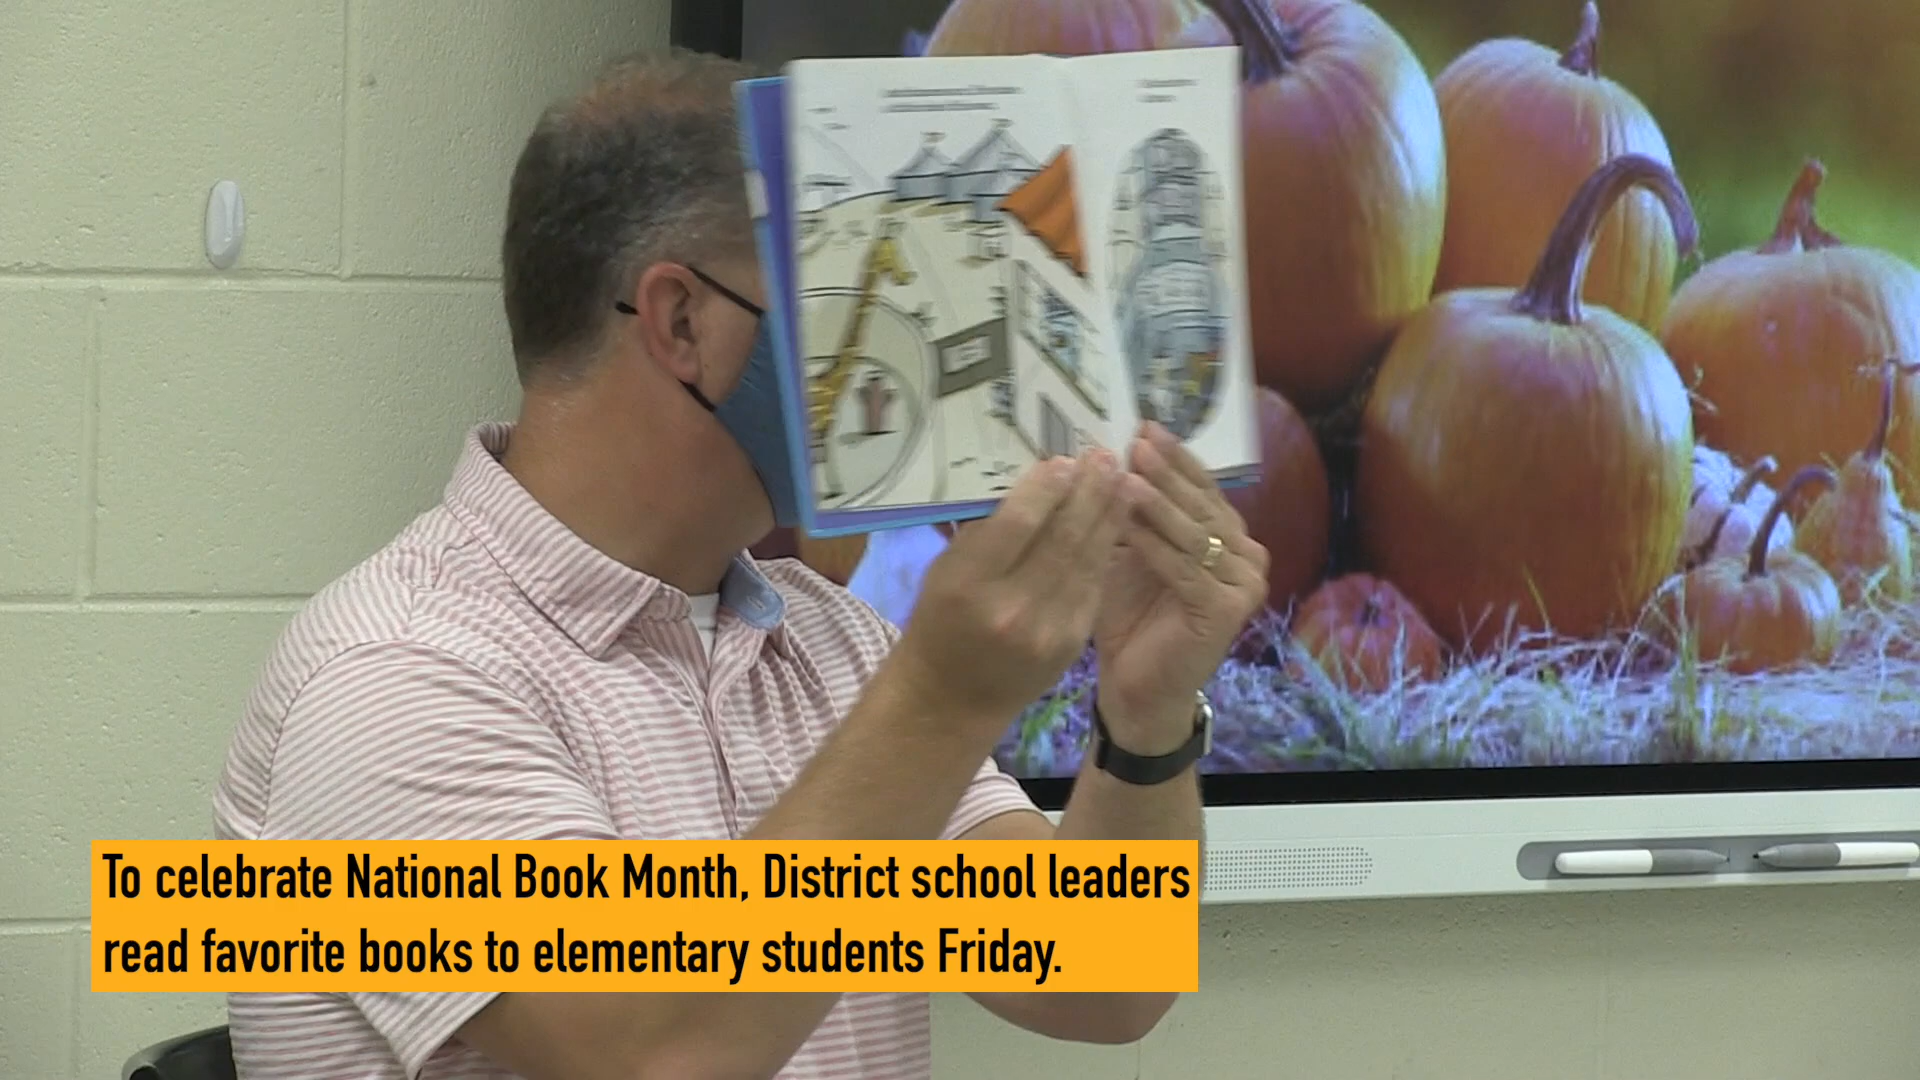 To celebrate National Book Month, District school leaders
read favorite books to elementary students Friday.